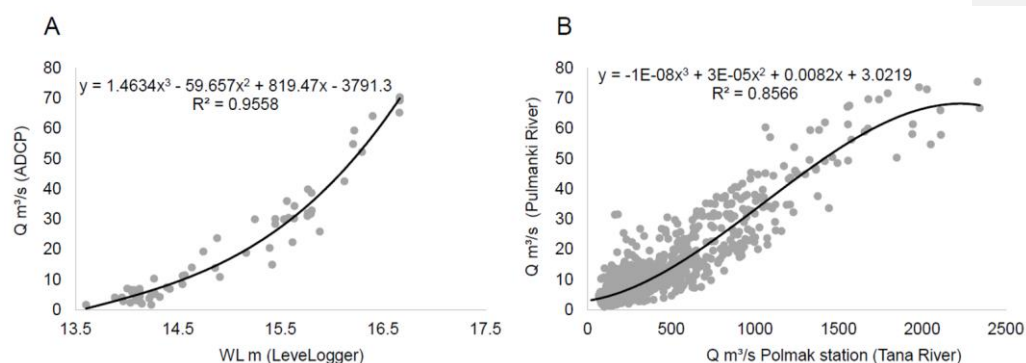 A
y = 1.4634x³ - 59.657x² + 819.47x - 3791.3
R² = 0.9558
Q m³/s (ADCP)
80
70
60
50
40
30
20
10
0
13.5 14.5 15.5 16.5 17.5
WL m (LeveLogger)
B
y = -1E-08x³ + 3E-05x² + 0.0082x + 3.0219
R² = 0.8566
Q m³/s (Pulmanki River)
80
70
60
50
40
30
20
10
0
0 500 1000 1500 2000 2500
Q m³/s Polmak station (Tana River)